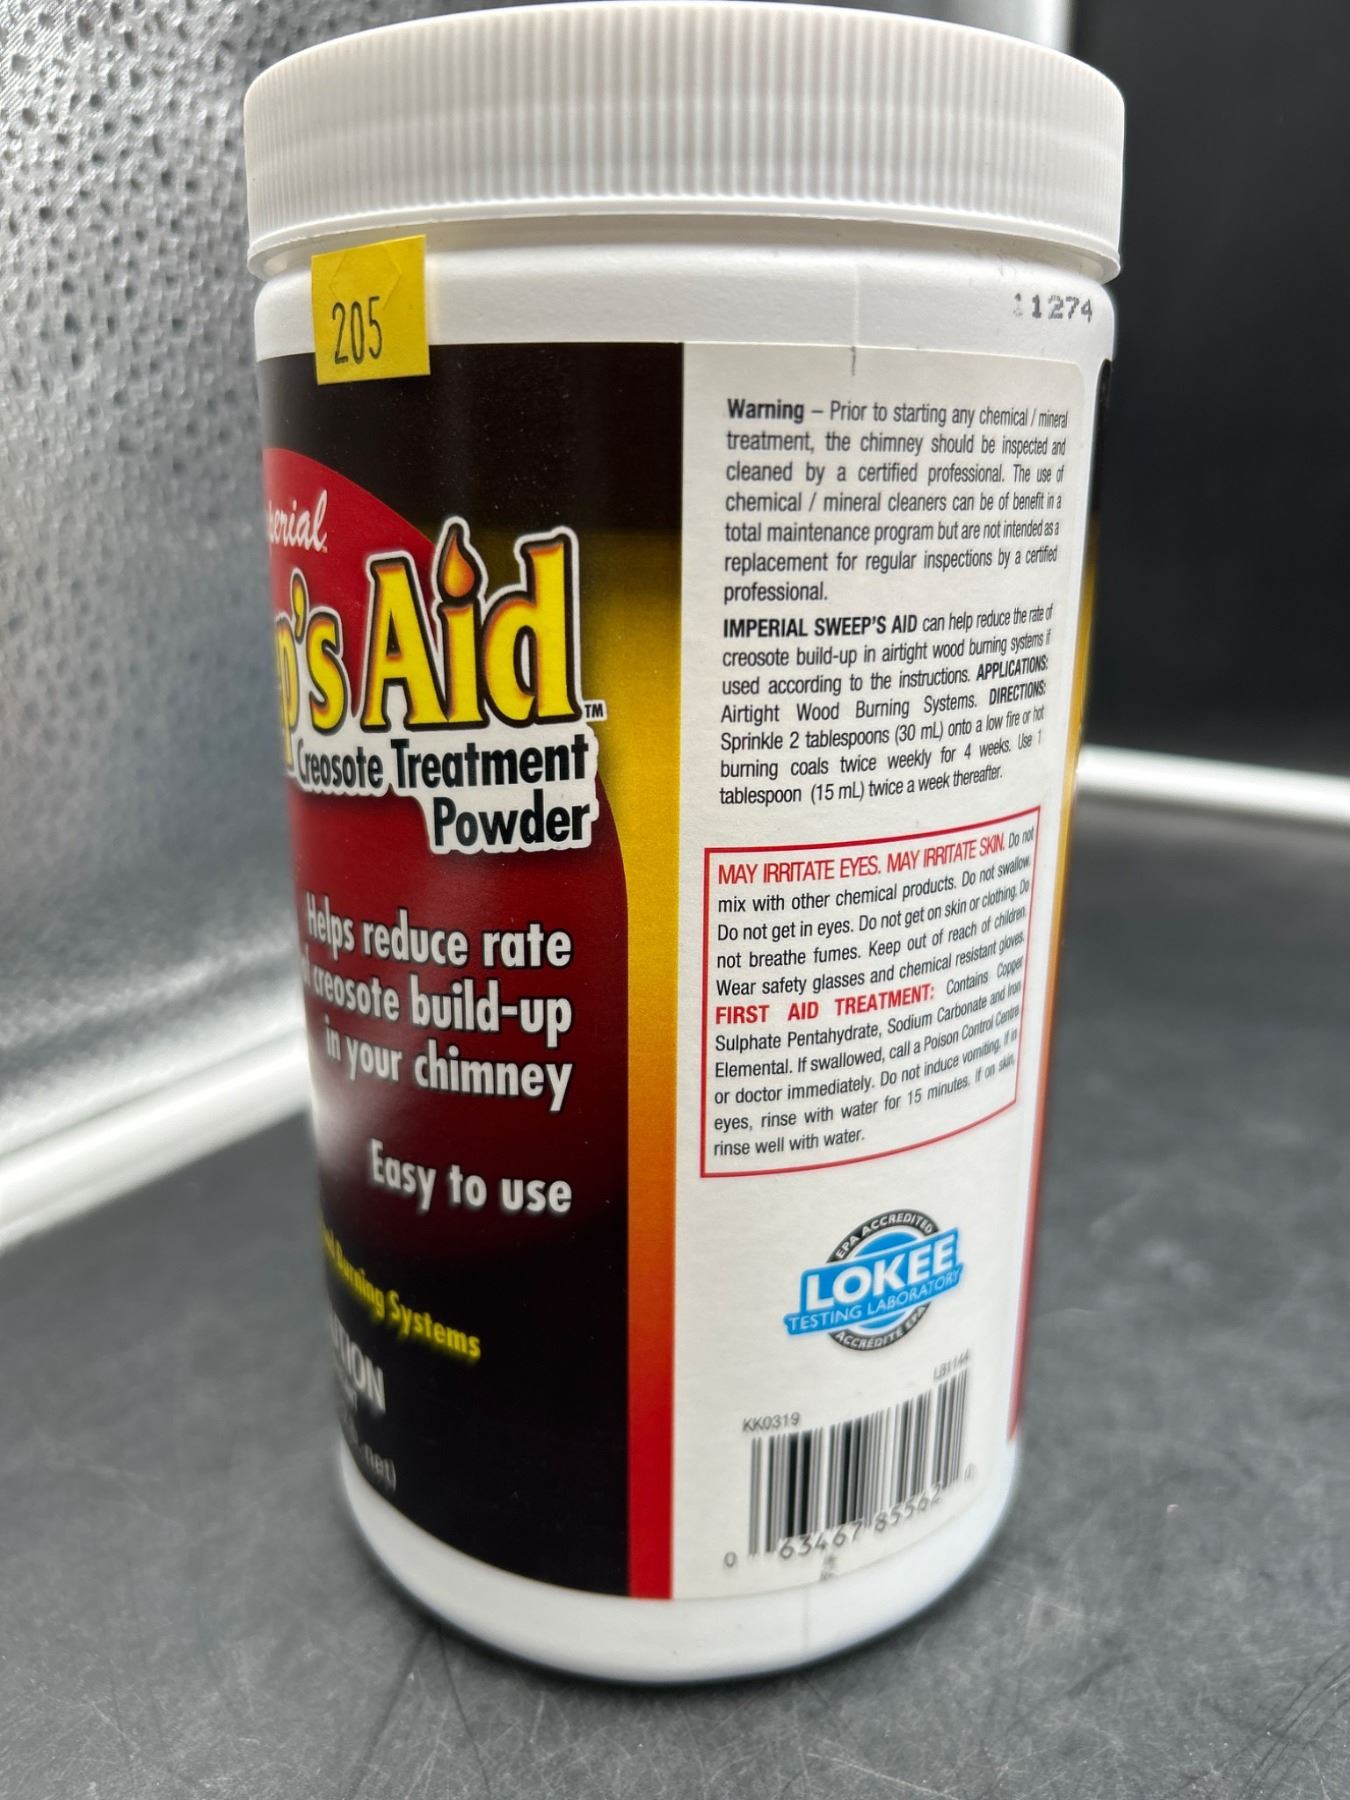 205
11274
Aid™
Creosote Treatment
Powder
Helps reduce rate
creosote build-up
in your chimney
Easy to use
Burning Systems
net)
Warning – Prior to starting any chemical / mineral
treatment, the chimney should be inspected and
cleaned by a certified professional. The use of
chemical / mineral cleaners can be of benefit in a
total maintenance program but are not intended as a
replacement for regular inspections by a certified
professional.
IMPERIAL SWEEP'S AID can help reduce the rate of
creosote build-up in airtight wood burning systems if
used according to the instructions. APPLICATIONS:
Airtight Wood Burning Systems. DIRECTIONS:
Sprinkle 2 tablespoons (30 mL) onto a low fire or hot
burning coals twice weekly for 4 weeks. Use 1
tablespoon (15 mL) twice a week thereafter.
MAY IRRITATE EYES. MAY IRRITATE SKIN. Do not
mix with other chemical products. Do not swallow.
Do not get in eyes. Do not get on skin or clothing. Do
not breathe fumes. Keep out of reach of children.
Wear safety glasses and chemical resistant gloves.
FIRST AID TREATMENT: Contains Copper
Sulphate Pentahydrate, Sodium Carbonate and Iron
Elemental. If swallowed, call a Poison Control Centre
or doctor immediately. Do not induce vomiting. If in
eyes, rinse with water for 15 minutes. If on skin,
rinse well with water.
EPA ACCREDITED
LOKEE
TESTING LABORATORY
ACCREDITÉ EPA
LB1144
KK0319
0 63467 85562